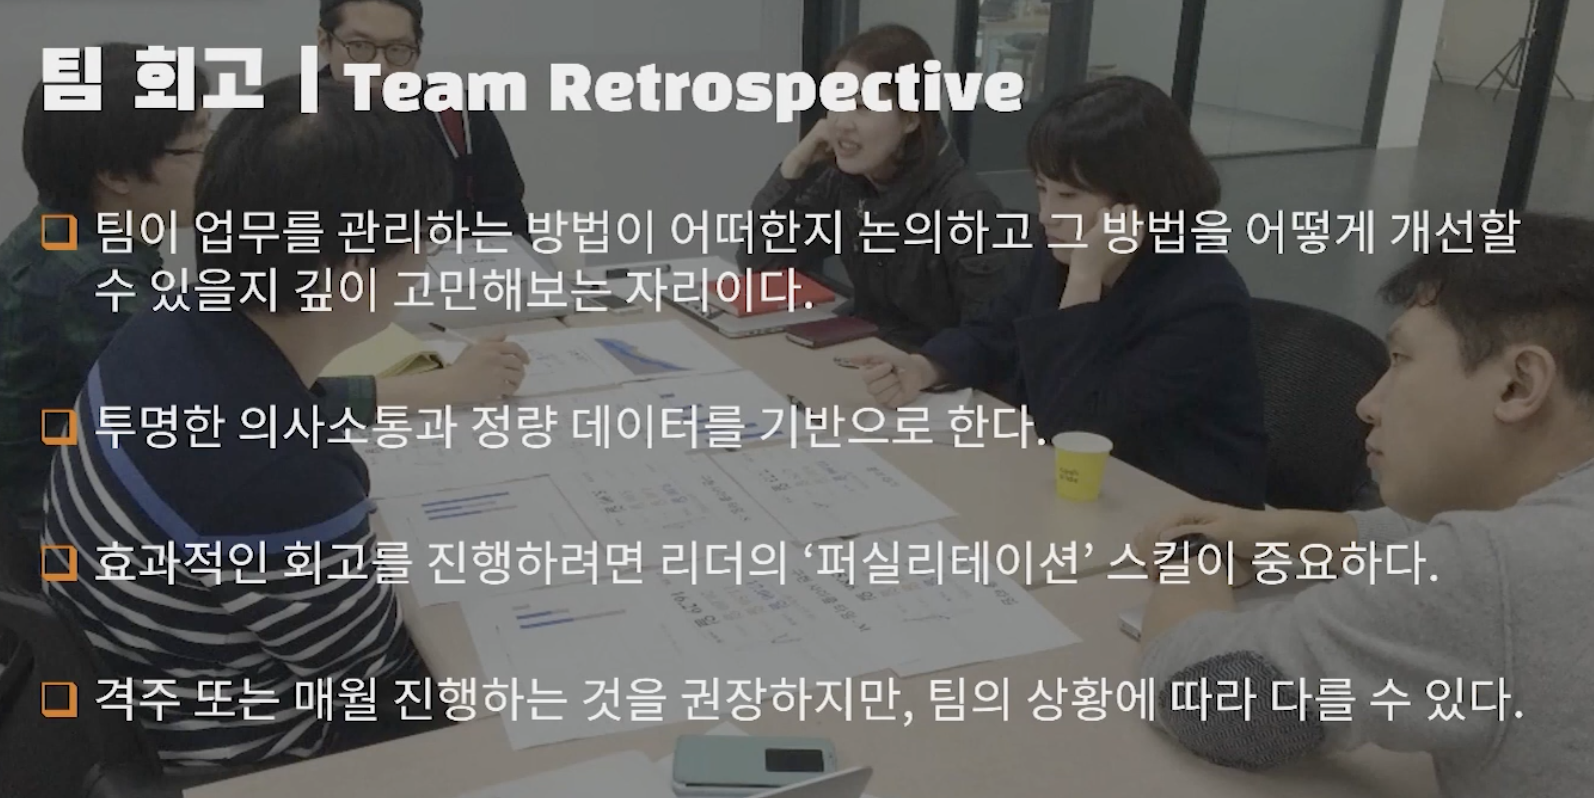 팀 회고 | Team Retrospective
❑ 팀이 업무를 관리하는 방법이 어떠한지 논의하고 그 방법을 어떻게 개선할
수 있을지 깊이 고민해보는 자리이다.
❑ 투명한 의사소통과 정량 데이터를 기반으로 한다.
❑ 효과적인 회고를 진행하려면 리더의 ‘퍼실리테이션’ 스킬이 중요하다.
❑ 격주 또는 매월 진행하는 것을 권장하지만, 팀의 상황에 따라 다를 수 있다.